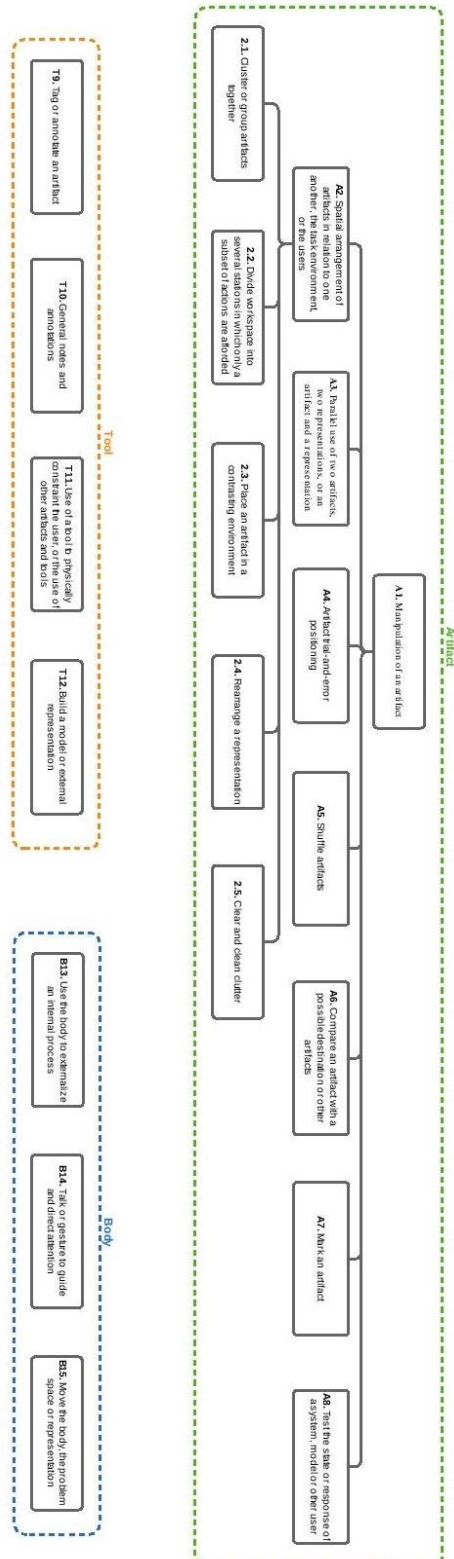 Artifact
A1. Manipulation of an artifact
A2. Spatial arrangement of
artifacts in relation to one
another, the task environment,
or the users
A3. Parallel use of two artifacts,
two representations, or an
artifact and a representation
A4. Artifact trial-and-error
positioning
A5. Shuffle artifacts
A6. Compare an artifact with a
possible destination or other
artifacts
A7. Mark an artifact
A8. Test the state or response of
a system, model or other user
2.1. Cluster or group artifacts
together
2.2. Divide workspace into
several stations in which only a
subset of actions are afforded
2.3. Place an artifact in a
contrasting environment
2.4. Rearrange a representation
2.5. Clear and clean clutter
Tool
T9. Tag or annotate an artifact
T10. General notes and
annotations
T11. Use of a tool to physically
constraint the user, or the use of
other artifacts and tools
T12. Build a model or external
representation
Body
B13. Use the body to externalize
an internal process
B14. Talk or gesture to guide
and direct attention
B15. Move the body, the problem
space or representation